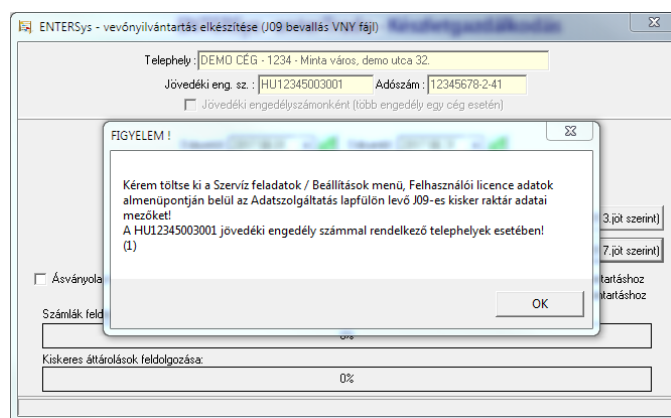 ENTERSys - vevőnyilvántartás elkészítése (J09 bevallás VNY fájl)
Telephely : DEMO CÉG - 1234 - Minta város, demo utca 32.
Jövedéki eng. sz. : HU12345003001 Adószám : 12345678-2-41
Jövedéki engedélyszámonként (több engedély egy cég esetén)
FIGYELEM !
Kérem töltse ki a Szervíz feladatok / Beállítások menü, Felhasználói licence adatok
almenüpontján belül az Adatszolgáltatás lapfülön levő J09-es kisker raktár adatai
mezőket!
A HU12345003001 jövedéki engedély számmal rendelkező telephelyek esetében!
(1)
3.jöt szerint)
7.jöt szerint)
Ásványola
tartáshoz
ntartáshoz
OK
Számlák feld
0%
Kiskeres áttárolások feldolgozása:
0%